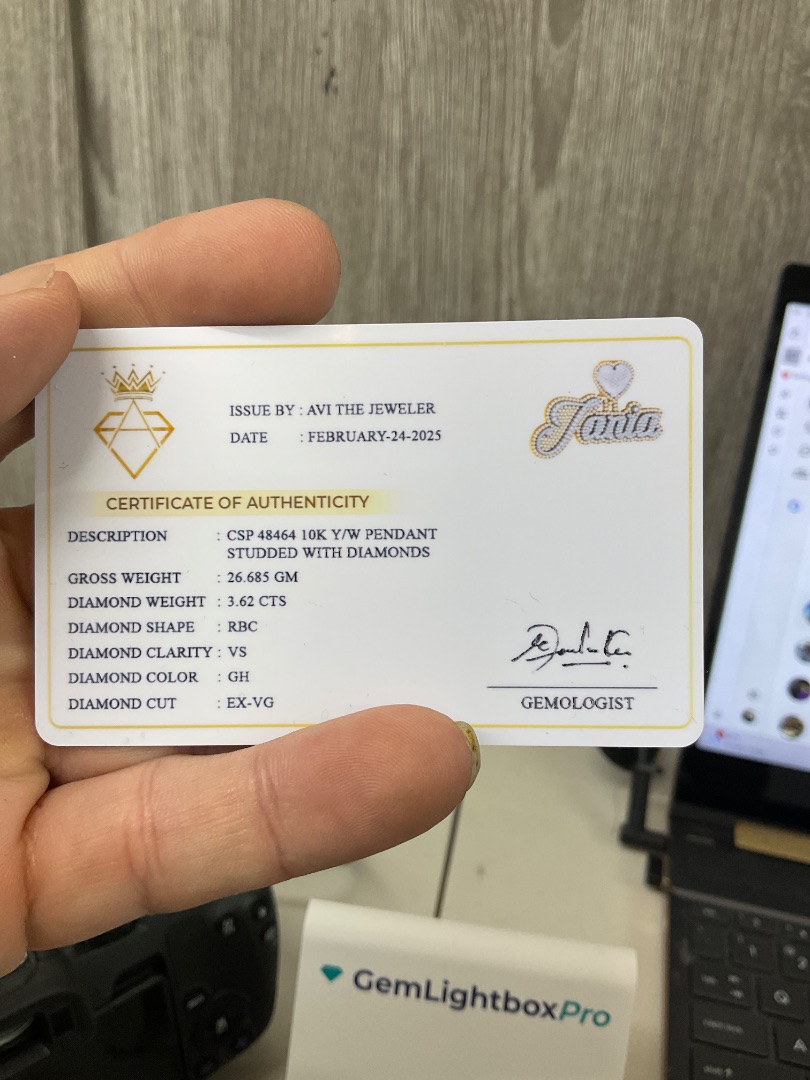 ISSUE BY : AVI THE JEWELER
DATE : FEBRUARY-24-2025
CERTIFICATE OF AUTHENTICITY
DESCRIPTION : CSP 48464 10K Y/W PENDANT
STUDDED WITH DIAMONDS
GROSS WEIGHT : 26.685 GM
DIAMOND WEIGHT : 3.62 CTS
DIAMOND SHAPE : RBC
DIAMOND CLARITY : VS
DIAMOND COLOR : GH
DIAMOND CUT : EX-VG
Tania
GEMOLOGIST
GemLightboxPro